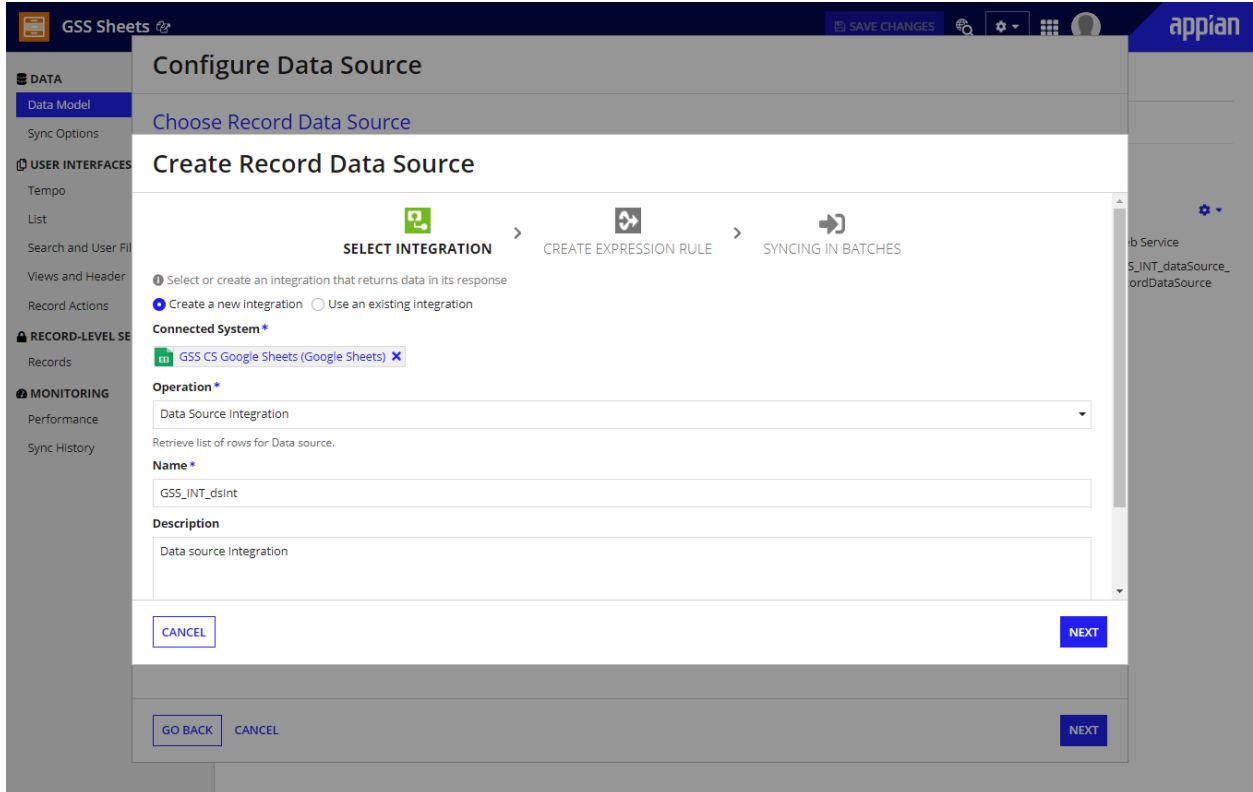 GSS Sheets
SAVE CHANGES
appian
DATA
Data Model
Sync Options
USER INTERFACES
Tempo
List
Search and User Fil
Views and Header
Record Actions
RECORD-LEVEL SE
Records
MONITORING
Performance
Sync History
Configure Data Source
Choose Record Data Source
Create Record Data Source
SELECT INTEGRATION
CREATE EXPRESSION RULE
SYNCING IN BATCHES
Select or create an integration that returns data in its response
Create a new integration
Use an existing integration
Connected System *
GSS CS Google Sheets (Google Sheets)
Operation *
Data Source Integration
Retrieve list of rows for Data source.
Name *
GSS_INT_dsInt
Description
Data source Integration
CANCEL
NEXT
GO BACK
CANCEL
NEXT
b Service
S_INT_dataSource_
ordDataSource